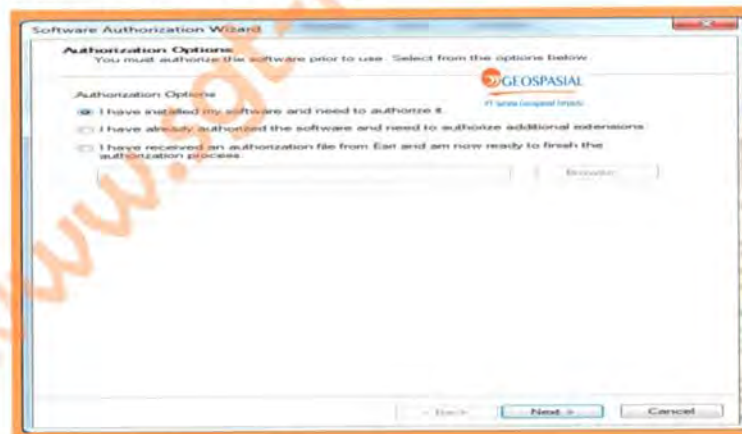 Software Authorization Wizard
Authorization Options
You must authorize this software prior to use. Select from the options below.
GEOSPASIAL
Authorization Options
I have installed my software and need to authorize it.
I have already authorized the software and need to authorize additional extensions.
I have received an authorization file from Esri and am now ready to finish the
authorization process.
Browse...
< Back
Next >
Cancel